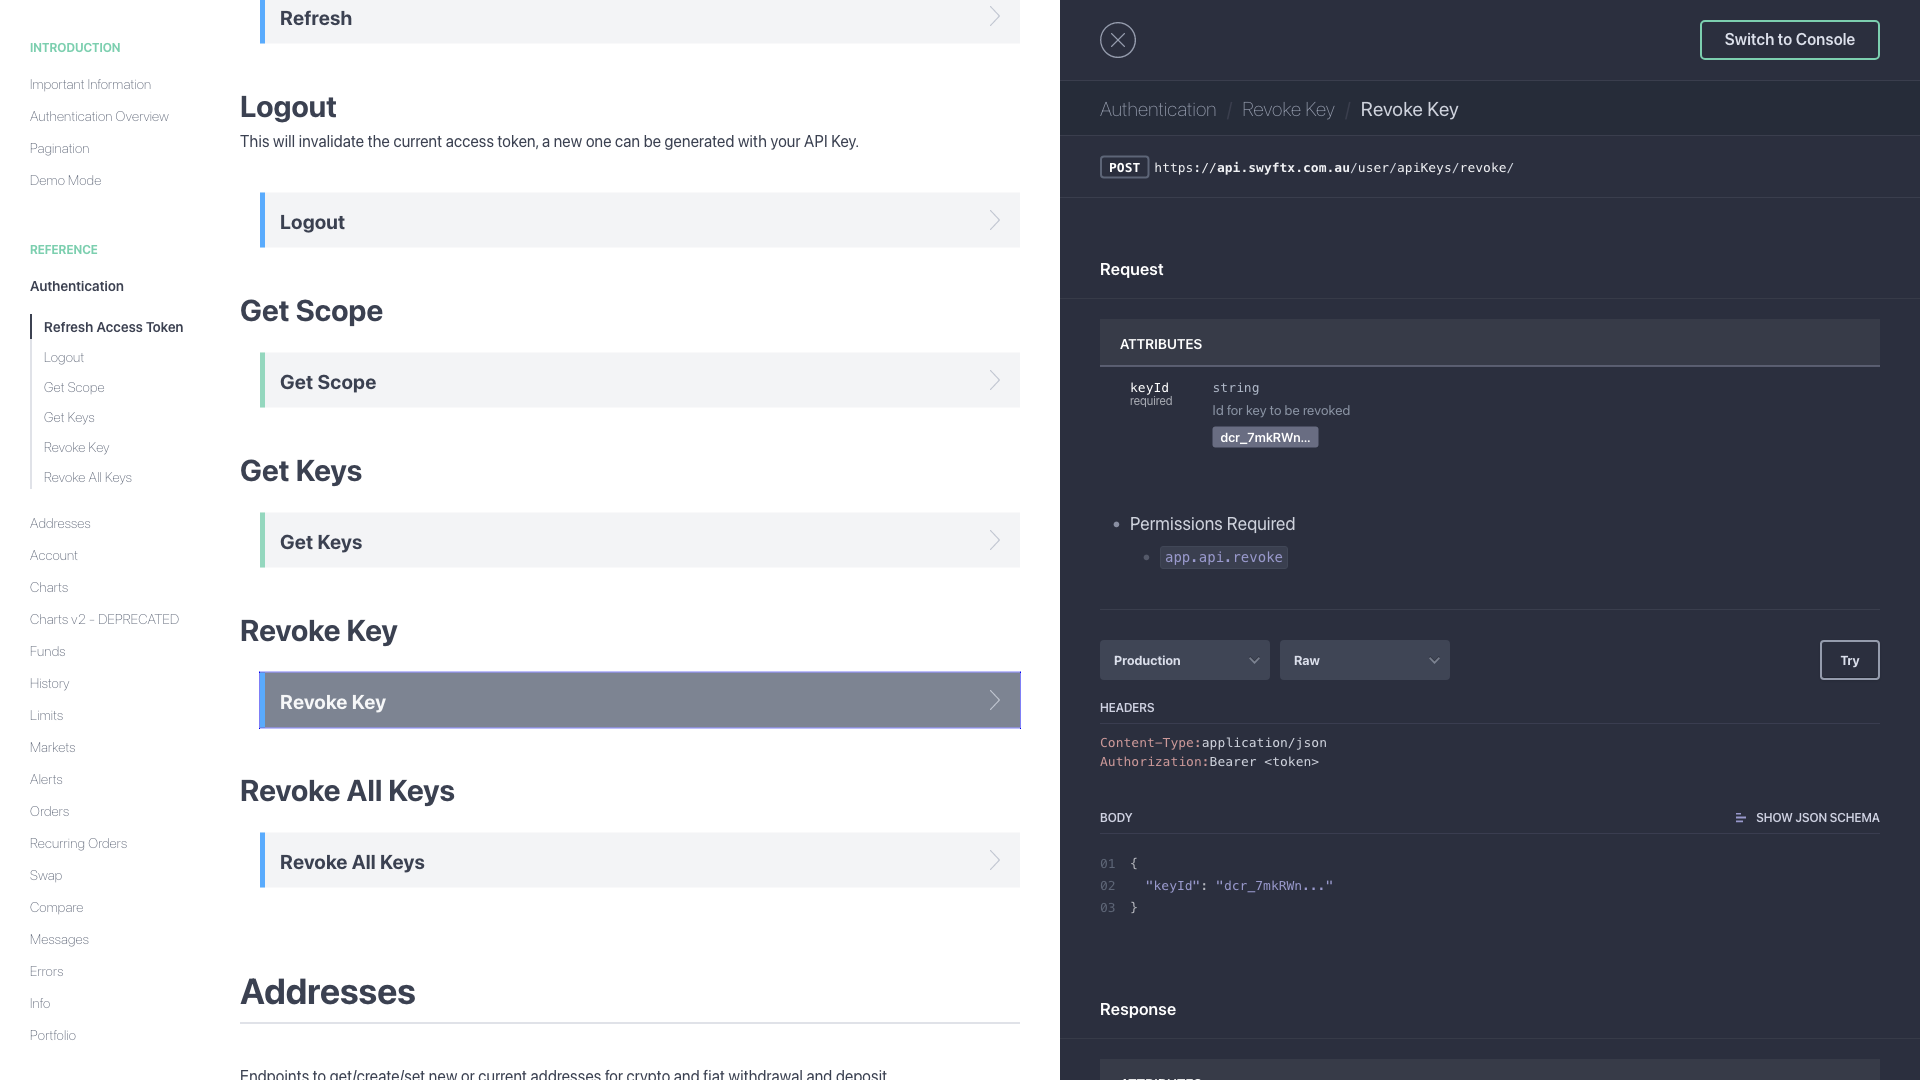 INTRODUCTION
Important Information
Authentication Overview
Pagination
Demo Mode
REFERENCE
Authentication
Refresh Access Token
Logout
Get Scope
Get Keys
Revoke Key
Revoke All Keys
Addresses
Account
Charts
Charts v2 - DEPRECATED
Funds
History
Limits
Markets
Alerts
Orders
Recurring Orders
Swap
Compare
Messages
Errors
Info
Portfolio
Refresh
Logout
This will invalidate the current access token, a new one can be generated with your API Key.
Logout
Get Scope
Get Scope
Get Keys
Get Keys
Revoke Key
Revoke Key
Revoke All Keys
Revoke All Keys
Addresses
Endpoints to get/create/set new or current addresses for crypto and fiat withdrawal and deposit
Switch to Console
Authentication / Revoke Key / Revoke Key
POST https://api.swyftx.com.au/user/apiKeys/revoke/
Request
ATTRIBUTES
keyId string
required
Id for key to be revoked
dcr_7mkRWn...
Permissions Required
app.api.revoke
Production Raw Try
HEADERS
Content-Type:application/json
Authorization:Bearer <token>
BODY SHOW JSON SCHEMA
01 {
02 "keyId": "dcr_7mkRWn..."
03 }
Response
ATTRIBUTES